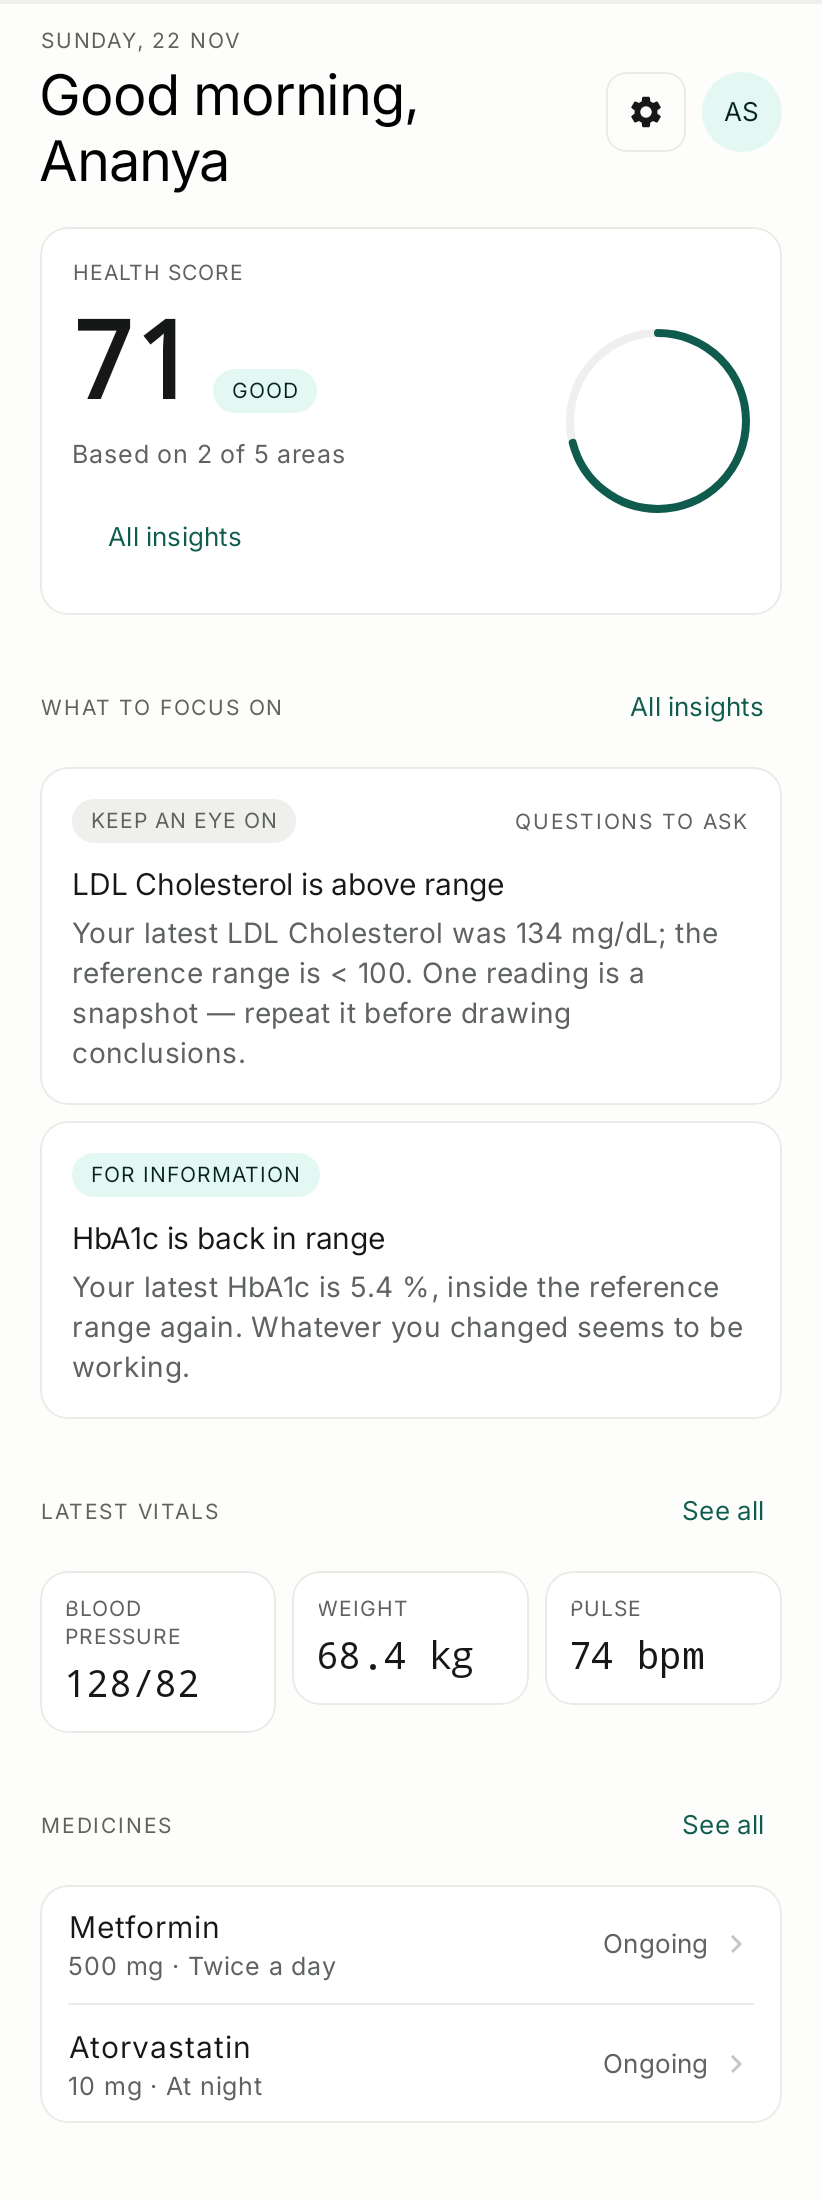 SUNDAY, 22 NOV
Good morning,
Ananya
AS
HEALTH SCORE
71
GOOD
Based on 2 of 5 areas
All insights
WHAT TO FOCUS ON
All insights
KEEP AN EYE ON
QUESTIONS TO ASK
LDL Cholesterol is above range
Your latest LDL Cholesterol was 134 mg/dL; the
reference range is < 100. One reading is a
snapshot — repeat it before drawing
conclusions.
FOR INFORMATION
HbA1c is back in range
Your latest HbA1c is 5.4 %, inside the reference
range again. Whatever you changed seems to be
working.
LATEST VITALS
See all
BLOOD
PRESSURE
128/82
WEIGHT
68.4 kg
PULSE
74 bpm
MEDICINES
See all
Metformin
500 mg · Twice a day
Ongoing
Atorvastatin
10 mg · At night
Ongoing